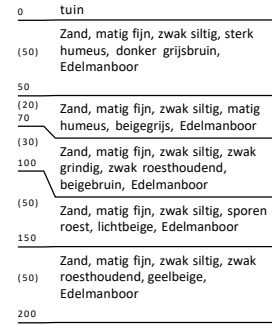 0 tuin
Zand, matig fijn, zwak siltig, sterk
(50) humeus, donker grijsbruin,
Edelmanboor
50
(20) Zand, matig fijn, zwak siltig, matig
70 humeus, beigegrijs, Edelmanboor
(30) Zand, matig fijn, zwak siltig, zwak
100 grindig, zwak roesthoudend,
beigebruin, Edelmanboor
(50) Zand, matig fijn, zwak siltig, sporen
roest, lichtbeige, Edelmanboor
150
Zand, matig fijn, zwak siltig, zwak
(50) roesthoudend, geelbeige,
Edelmanboor
200